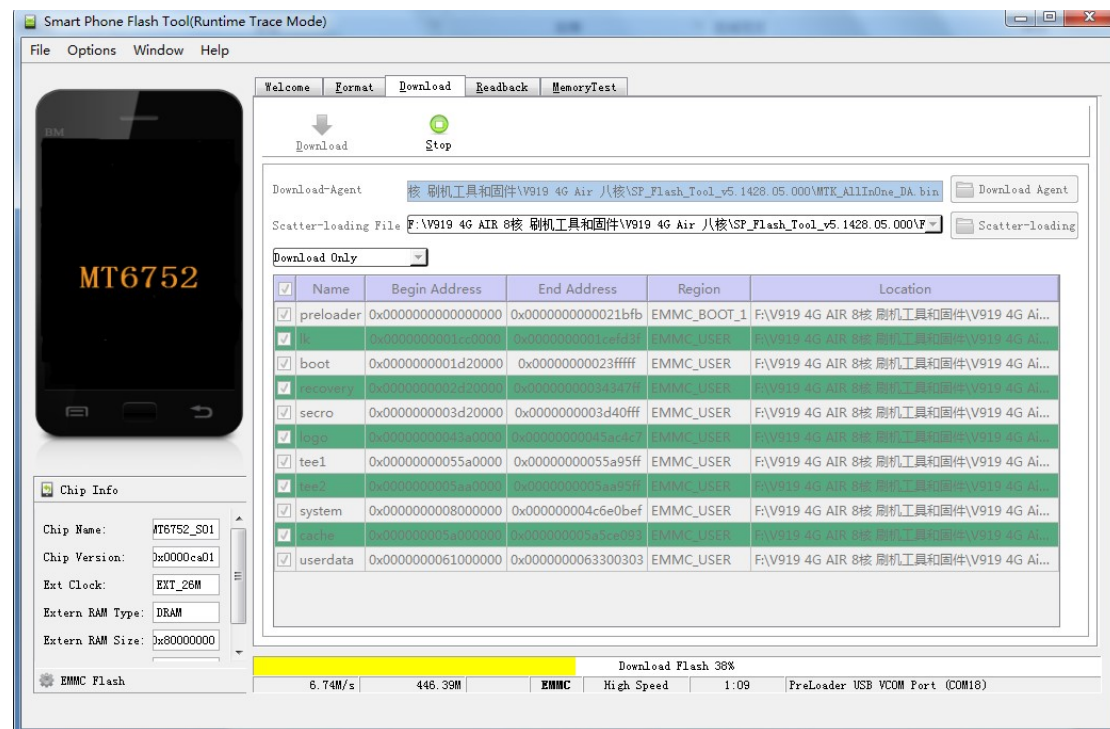 Smart Phone Flash Tool(Runtime Trace Mode)
File Options Window Help
Welcome Format Download Readback MemoryTest
BM
Download Stop
Download-Agent 核 刷机工具和固件\V919 4G Air 八核\SP_Flash_Tool_v5.1428.05.000\MTK_AllInOne_DA.bin Download Agent
Scatter-loading File F:\V919 4G AIR 8核 刷机工具和固件\V919 4G Air 八核\SP_Flash_Tool_v5.1428.05.000\F Scatter-loading
Download Only
MT6752
Name Begin Address End Address Region Location
preloader 0x0000000000000000 0x0000000000021bfb EMMC_BOOT_1 F:\V919 4G AIR 8核 刷机工具和固件\V919 4G Ai...
lk 0x0000000001cc0000 0x0000000001cefd3f EMMC_USER F:\V919 4G AIR 8核 刷机工具和固件\V919 4G Ai...
boot 0x0000000001d20000 0x00000000023fffff EMMC_USER F:\V919 4G AIR 8核 刷机工具和固件\V919 4G Ai...
recovery 0x0000000002d20000 0x00000000034347ff EMMC_USER F:\V919 4G AIR 8核 刷机工具和固件\V919 4G Ai...
secro 0x0000000003d20000 0x0000000003d40fff EMMC_USER F:\V919 4G AIR 8核 刷机工具和固件\V919 4G Ai...
logo 0x00000000043a0000 0x00000000045ac4c7 EMMC_USER F:\V919 4G AIR 8核 刷机工具和固件\V919 4G Ai...
tee1 0x00000000055a0000 0x00000000055a95ff EMMC_USER F:\V919 4G AIR 8核 刷机工具和固件\V919 4G Ai...
tee2 0x0000000005aa0000 0x0000000005aa95ff EMMC_USER F:\V919 4G AIR 8核 刷机工具和固件\V919 4G Ai...
system 0x0000000008000000 0x000000004c6e0bef EMMC_USER F:\V919 4G AIR 8核 刷机工具和固件\V919 4G Ai...
cache 0x000000005a000000 0x000000005a5ce093 EMMC_USER F:\V919 4G AIR 8核 刷机工具和固件\V919 4G Ai...
userdata 0x0000000061000000 0x0000000063300303 EMMC_USER F:\V919 4G AIR 8核 刷机工具和固件\V919 4G Ai...
Chip Info
Chip Name: MT6752_S01
Chip Version: 0x0000ca01
Ext Clock: EXT_26M
Extern RAM Type: DRAM
Extern RAM Size: 0x80000000
EMMC Flash
Download Flash 38%
6.74M/s 446.39M EMMC High Speed 1:09 PreLoader USB VCOM Port (COM18)